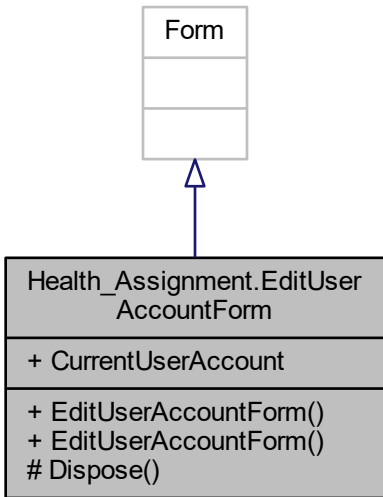 Form
Health_Assignment.EditUser
AccountForm
+ CurrentUserAccount
+ EditUserAccountForm()
+ EditUserAccountForm()
# Dispose()